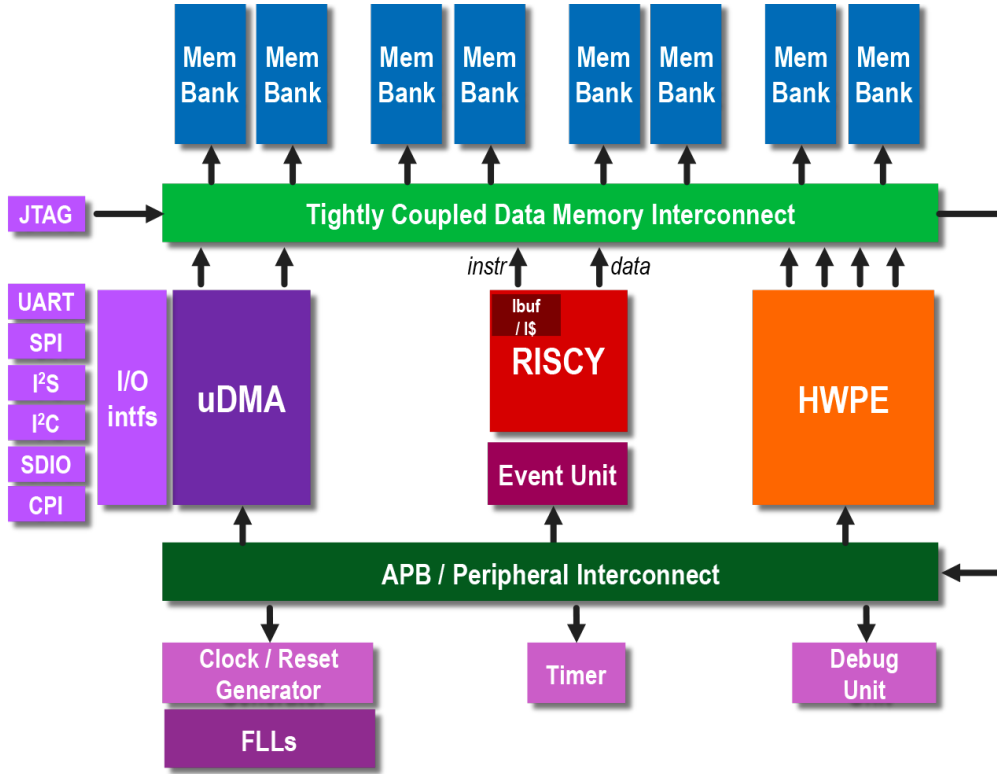 Mem Bank
Mem Bank
Mem Bank
Mem Bank
Mem Bank
Mem Bank
Mem Bank
Mem Bank
JTAG
Tightly Coupled Data Memory Interconnect
instr
data
UART
SPI
I²S
I²C
SDIO
CPI
I/O
intfs
uDMA
Ibuf
/ I$
RISCY
Event Unit
HWPE
APB / Peripheral Interconnect
Clock / Reset
Generator
FLLs
Timer
Debug
Unit